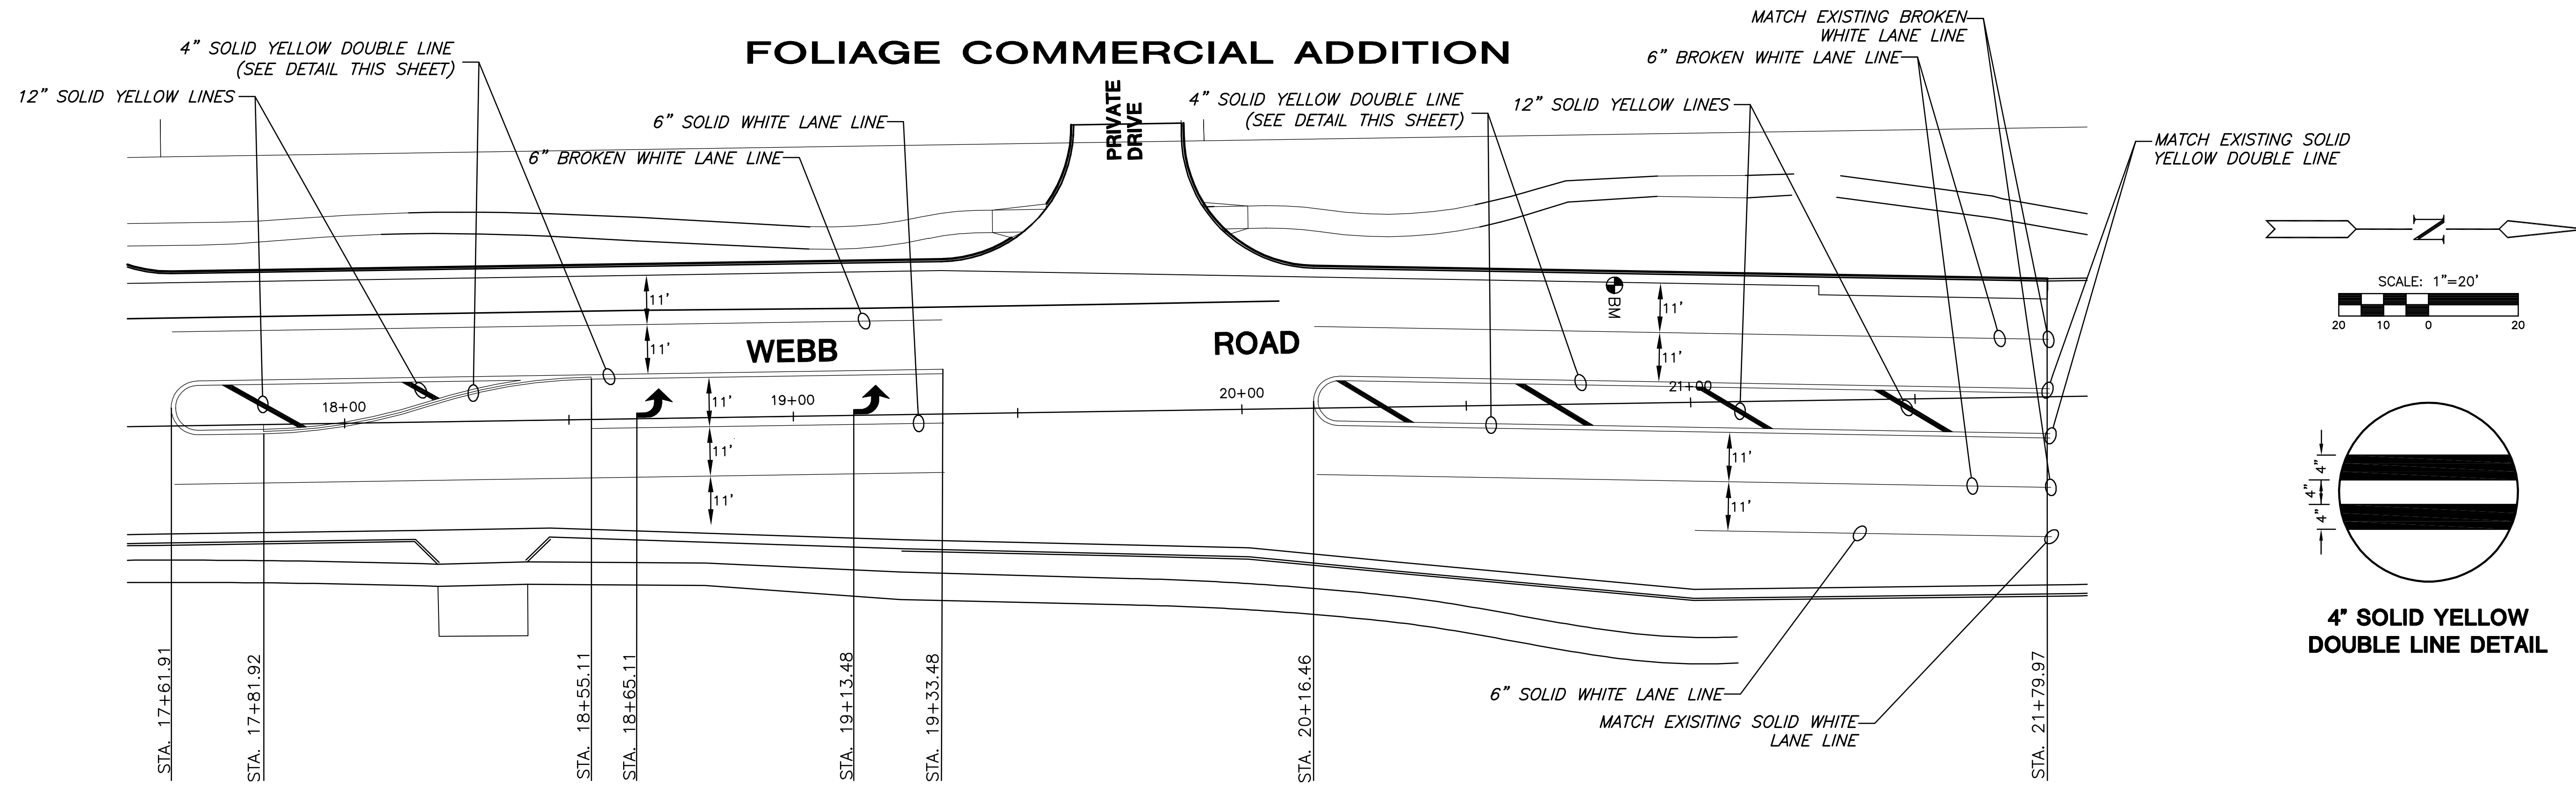 FOLIAGE COMMERCIAL ADDITION
4” SOLID YELLOW DOUBLE LINE
(SEE DETAIL THIS SHEET)
12” SOLID YELLOW LINES
6” SOLID WHITE LANE LINE
6” BROKEN WHITE LANE LINE
PRIVATE
DRIVE
4” SOLID YELLOW DOUBLE LINE
(SEE DETAIL THIS SHEET)
12” SOLID YELLOW LINES
MATCH EXISTING BROKEN
WHITE LANE LINE
6” BROKEN WHITE LANE LINE
MATCH EXISTING SOLID
YELLOW DOUBLE LINE
N
SCALE: 1”=20’
20 10 0 20
11’
11’
11’
11’
11’
WEBB ROAD
BM
11’
11’
11’
11’
18+00
19+00
20+00
21+00
4”
4”
4”
4” SOLID YELLOW
DOUBLE LINE DETAIL
6” SOLID WHITE LANE LINE
MATCH EXISITING SOLID WHITE
LANE LINE
STA. 17+61.91
STA. 17+81.92
STA. 18+55.11
STA. 18+65.11
STA. 19+13.48
STA. 19+33.48
STA. 20+16.46
STA. 21+79.97